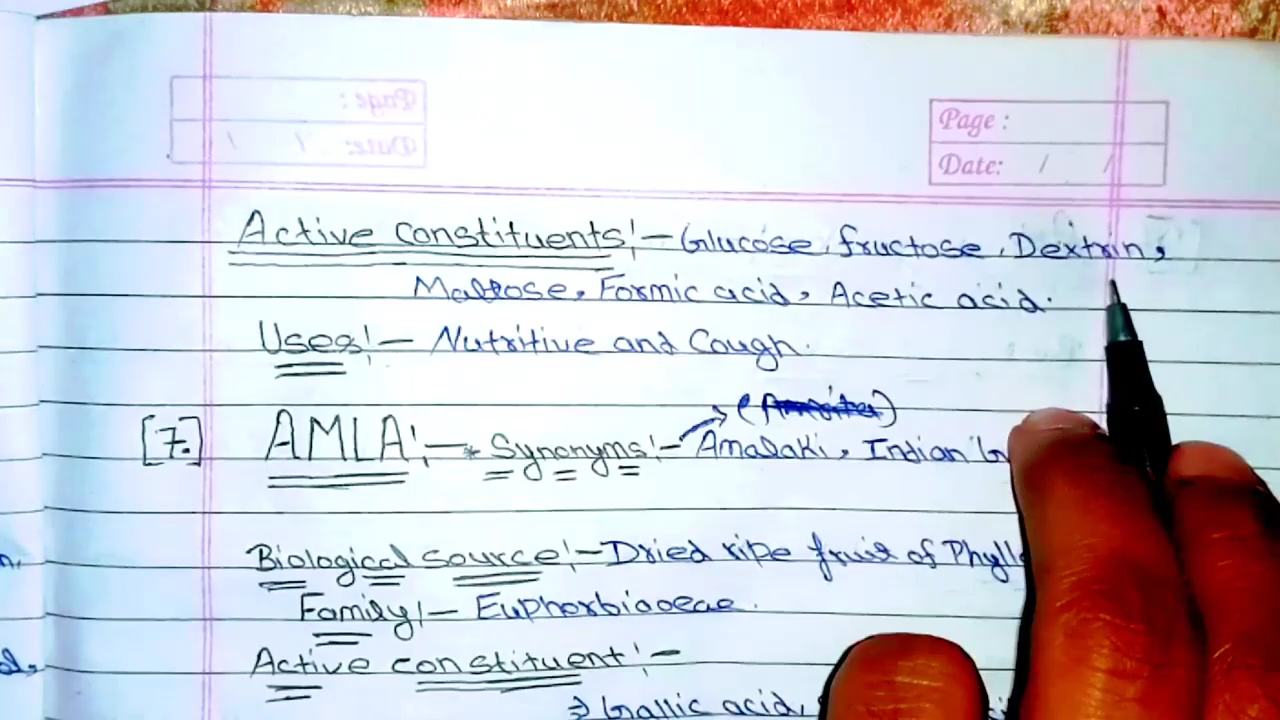 Page :
Date: / /
Active constituents!- Glucose, fructose, Dextrin,
Maltose, Formic acid, Acetic acid.
Uses!- Nutritive and Cough.
[7.] AMLA!- * Synonyms!- Amalaki, Indian
Biological source!- Dried ripe fruit of
Family!- Euphorbiaceae.
Active constituent!-
⇒ Gallic acid,